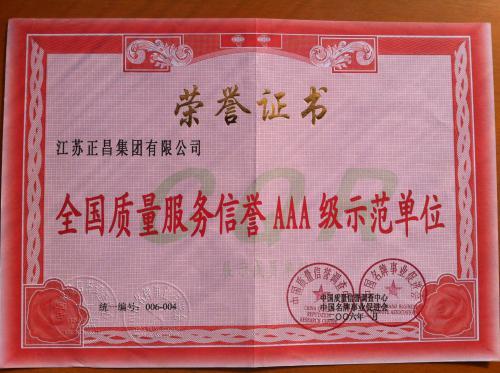 荣誉证书
江苏正昌集团有限公司
全国质量服务信誉 AAA 级示范单位
CQR
统一编号：006-004
中国质量信誉调查中心
中国名牌事业促进会
二〇〇六年 月